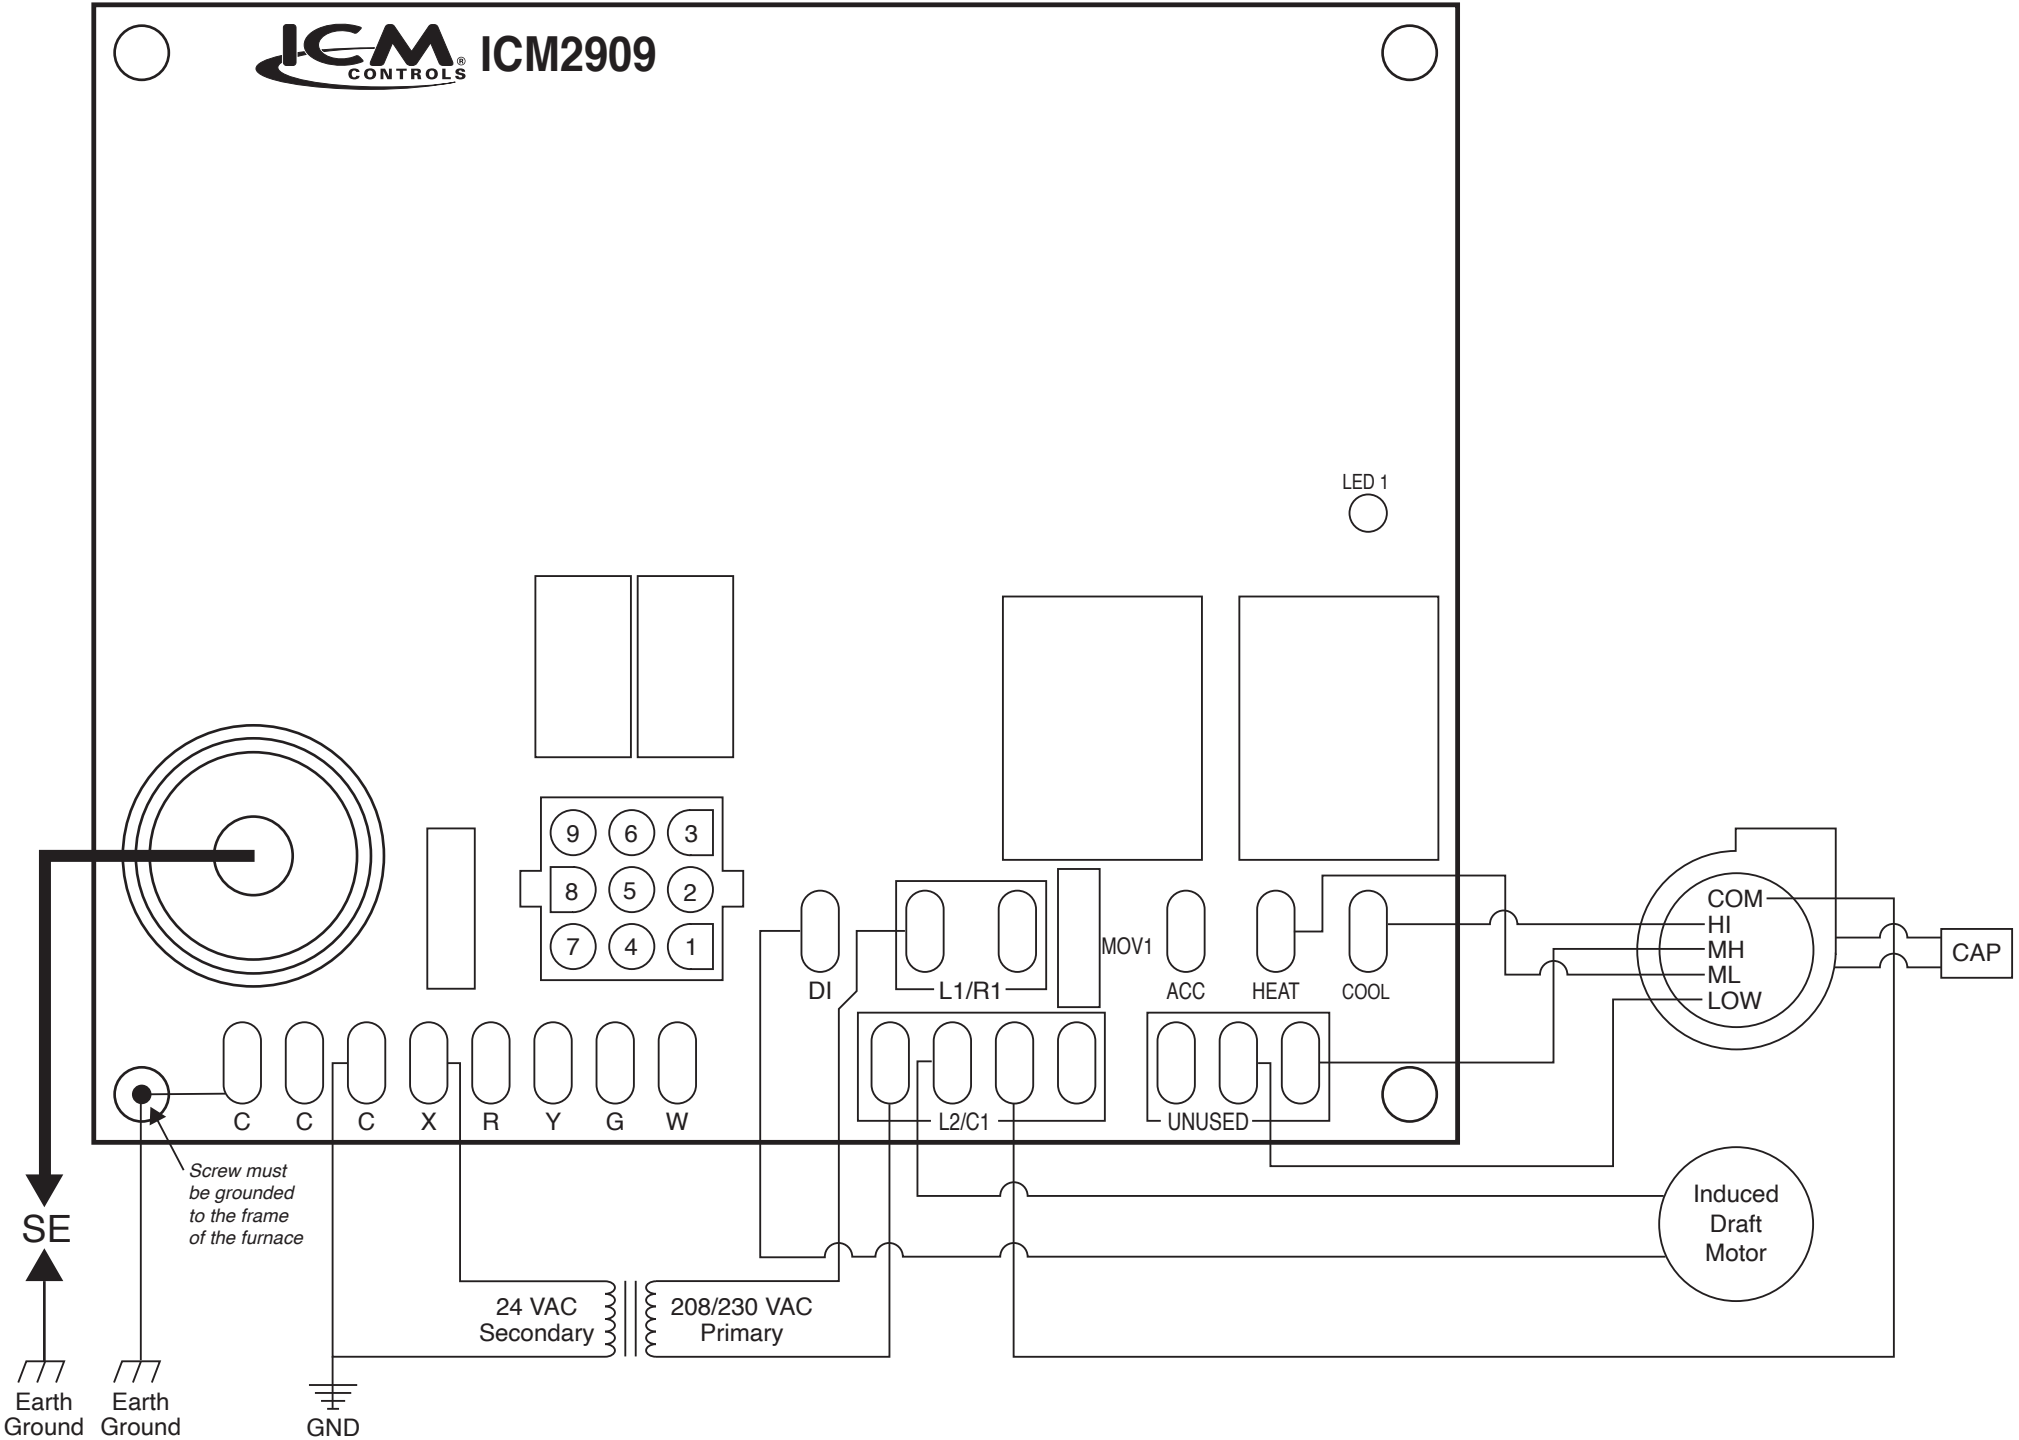 ICM® CONTROLS ICM2909
LED 1
9 6 3
8 5 2
7 4 1
DI
L1/R1
MOV1
ACC
HEAT
COOL
C C C X R Y G W
L2/C1
UNUSED
COM
HI
MH
ML
LOW
CAP
Screw must
be grounded
to the frame
of the furnace
SE
Induced
Draft
Motor
24 VAC
Secondary
208/230 VAC
Primary
Earth
Ground
Earth
Ground
GND